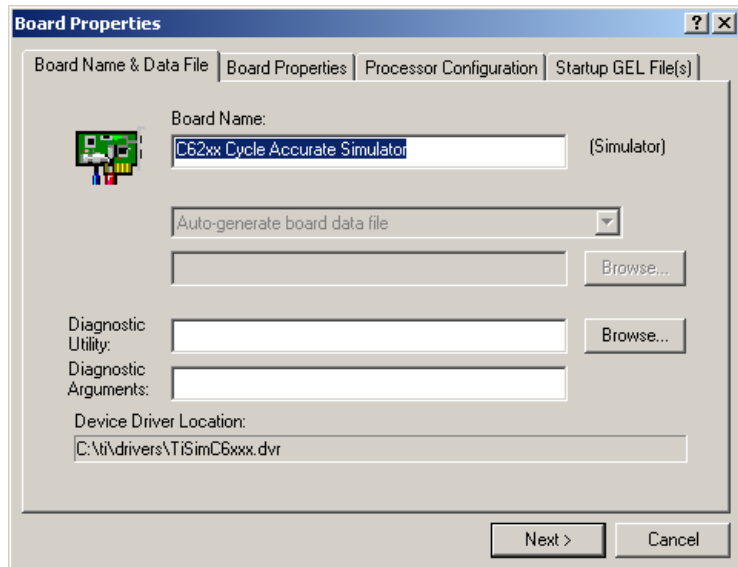 Board Properties
Board Name & Data File Board Properties Processor Configuration Startup GEL File(s)
Board Name:
C62xx Cycle Accurate Simulator (Simulator)
Auto-generate board data file
Browse...
Diagnostic
Utility:
Browse...
Diagnostic
Arguments:
Device Driver Location:
C:\ti\drivers\TiSimC6xxx.dvr
Next > Cancel